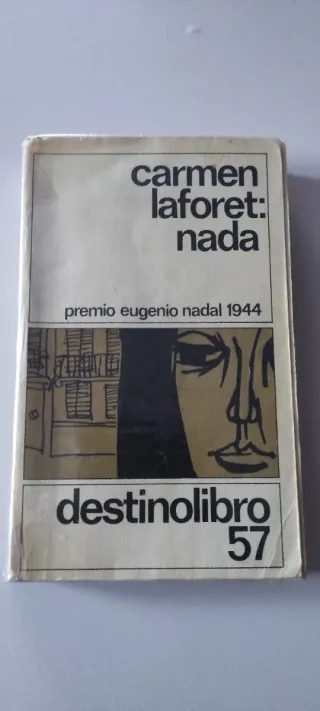 carmen
laforet:
nada
premio eugenio nadal 1944
destinolibro
57